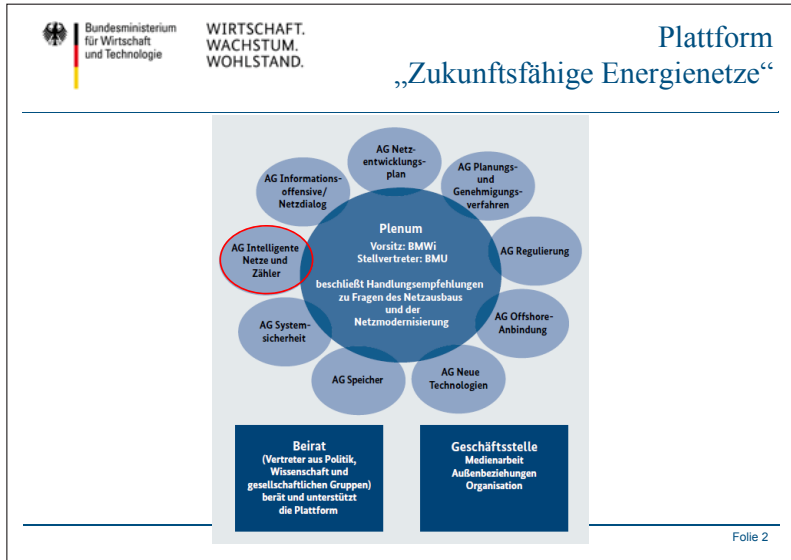 Bundesministerium
für Wirtschaft
und Technologie
WIRTSCHAFT.
WACHSTUM.
WOHLSTAND.
Plattform
„Zukunftsfähige Energienetze“
AG Netz-
entwicklungs-
plan
AG Planungs-
und
Genehmigungs-
verfahren
AG Regulierung
AG Offshore-
Anbindung
AG Neue
Technologien
AG Speicher
AG System-
sicherheit
AG Intelligente
Netze und
Zähler
AG Informations-
offensive/
Netzdialog
Plenum
Vorsitz: BMWi
Stellvertreter: BMU
beschließt Handlungsempfehlungen
zu Fragen des Netzausbaus
und der
Netzmodernisierung
Beirat
(Vertreter aus Politik,
Wissenschaft und
gesellschaftlichen Gruppen)
berät und unterstützt
die Plattform
Geschäftsstelle
Medienarbeit
Außenbeziehungen
Organisation
Folie 2